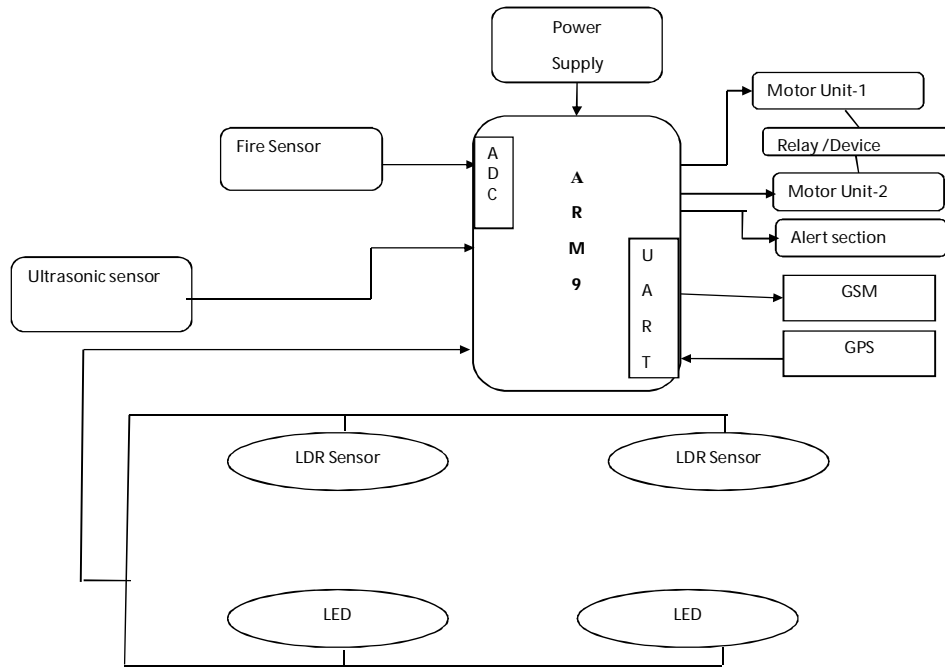 Power
Supply
Motor Unit-1
Fire Sensor
Relay /Device
A
D
C
A
R
M
9
Motor Unit-2
Alert section
Ultrasonic sensor
U
A
R
T
GSM
GPS
LDR Sensor
LDR Sensor
LED
LED